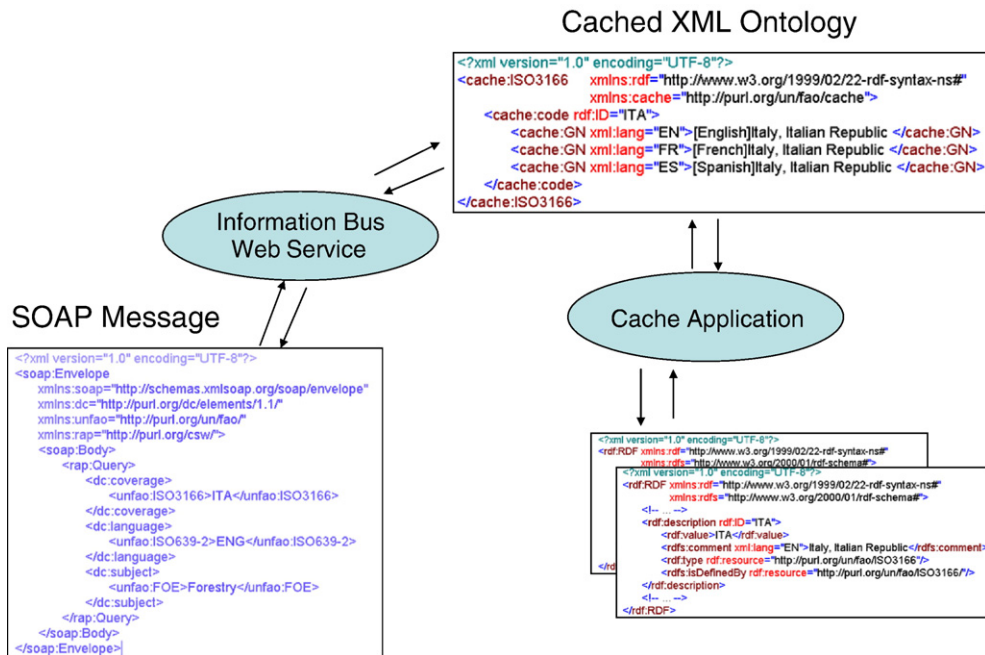 Cached XML Ontology
<?xml version="1.0" encoding="UTF-8"?>
<cache:ISO3166 xmlns:rdf="http://www.w3.org/1999/02/22-rdf-syntax-ns#"
xmlns:cache="http://purl.org/un/fao/cache">
<cache:code rdf:ID="ITA">
<cache:GN xml:lang="EN">[English]Italy, Italian Republic </cache:GN>
<cache:GN xml:lang="FR">[French]Italy, Italian Republic </cache:GN>
<cache:GN xml:lang="ES">[Spanish]Italy, Italian Republic </cache:GN>
</cache:code>
</cache:ISO3166>
Information Bus
Web Service
Cache Application
SOAP Message
<?xml version="1.0" encoding="UTF-8"?>
<soap:Envelope
xmlns:soap="http://schemas.xmlsoap.org/soap/envelope"
xmlns:dc="http://purl.org/dc/elements/1.1/"
xmlns:unfao="http://purl.org/un/fao/"
xmlns:rap="http://purl.org/csw/">
<soap:Body>
<rap:Query>
<dc:coverage>
<unfao:ISO3166>ITA</unfao:ISO3166>
</dc:coverage>
<dc:language>
<unfao:ISO639-2>ENG</unfao:ISO639-2>
</dc:language>
<dc:subject>
<unfao:FOE>Forestry</unfao:FOE>
</dc:subject>
</rap:Query>
</soap:Body>
</soap:Envelope>
<?xml version="1.0" encoding="UTF-8"?>
<rdf:RDF xmlns:rdf="http://www.w3.org/1999/02/22-rdf-syntax-ns#"
xmlns:rdfs="http://www.w3.org/2000/01/rdf-schema#">
</rd
<?xml version="1.0" encoding="UTF-8"?>
<rdf:RDF xmlns:rdf="http://www.w3.org/1999/02/22-rdf-syntax-ns#"
xmlns:rdfs="http://www.w3.org/2000/01/rdf-schema#">
<!-- ... -->
<rdf:description rdf:ID="ITA">
<rdf:value>ITA</rdf:value>
<rdfs:comment xml:lang="EN">Italy, Italian Republic</rdfs:comment>
<rdf:type rdf:resource="http://purl.org/un/fao/ISO3166"/>
<rdfs:IsDefinedBy rdf:resource="http://purl.org/un/fao/ISO3166/"/>
</rdf:description>
<!-- ... -->
</rdf:RDF>